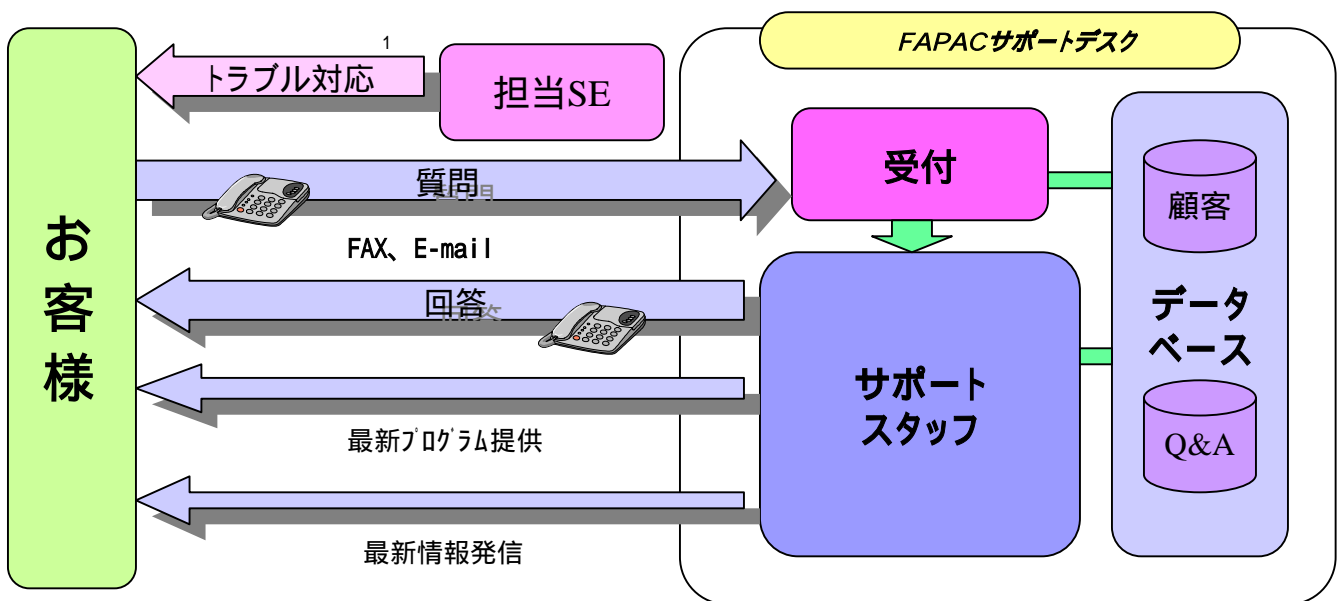 FAPACサポートデスク
1
トラブル対応
担当SE
受付
質問
顧客
FAX、E-mail
お
客
様
回答
データ
ベース
サポート
スタッフ
最新プログラム提供
Q&A
最新情報発信